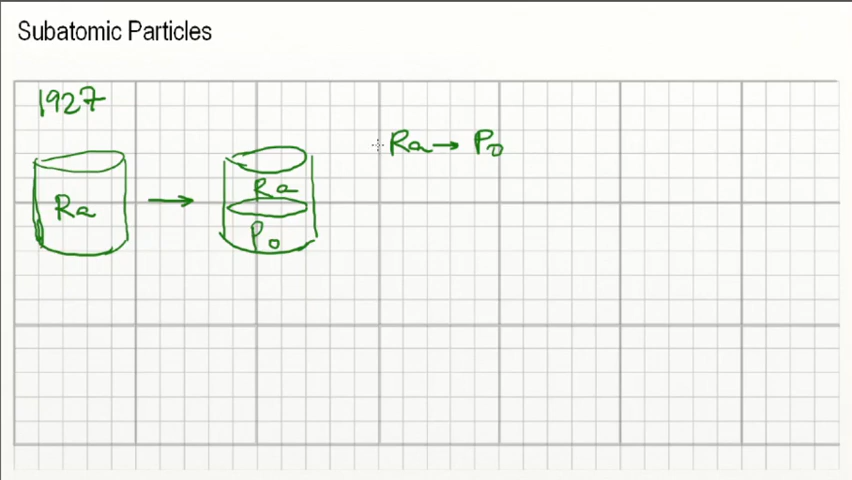 Subatomic Particles
1927
Ra → Po
Ra
Ra
Po